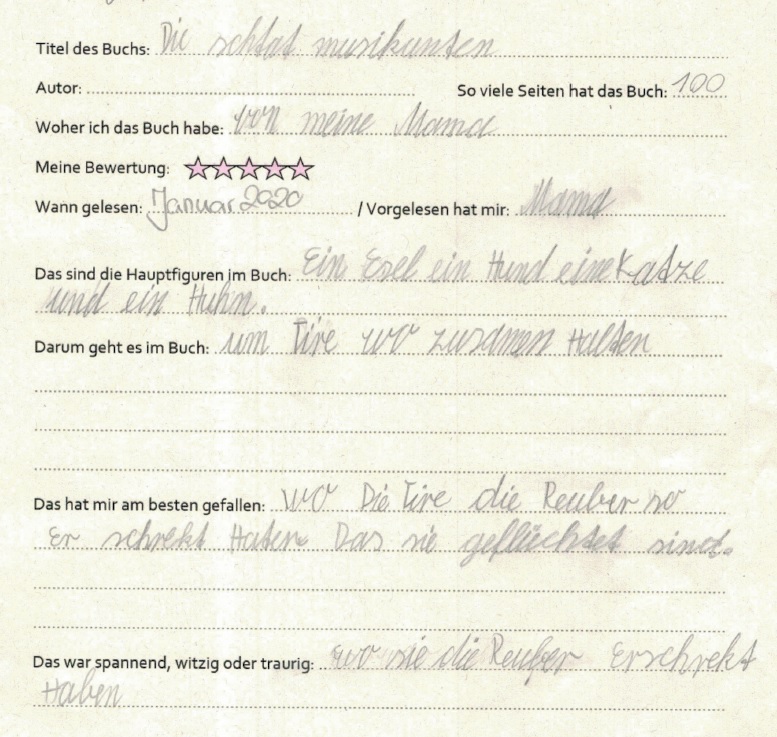 Titel des Buchs: Die schtat musikanten
Autor: So viele Seiten hat das Buch: 100
Woher ich das Buch habe: von meine Mama
Meine Bewertung:
Wann gelesen: Januar 2020 / Vorgelesen hat mir: Mama
Das sind die Hauptfiguren im Buch: Ein Esel ein Hund eine Katze
und ein Huhn.
Darum geht es im Buch: um Tire wo zusamen Halten
Das hat mir am besten gefallen: wo Die Tire die Reuber so
Er schrekt Haben Das sie geflüchtet sind.
Das war spannend, witzig oder traurig: wo sie die Reuber Erschrekt
Haben